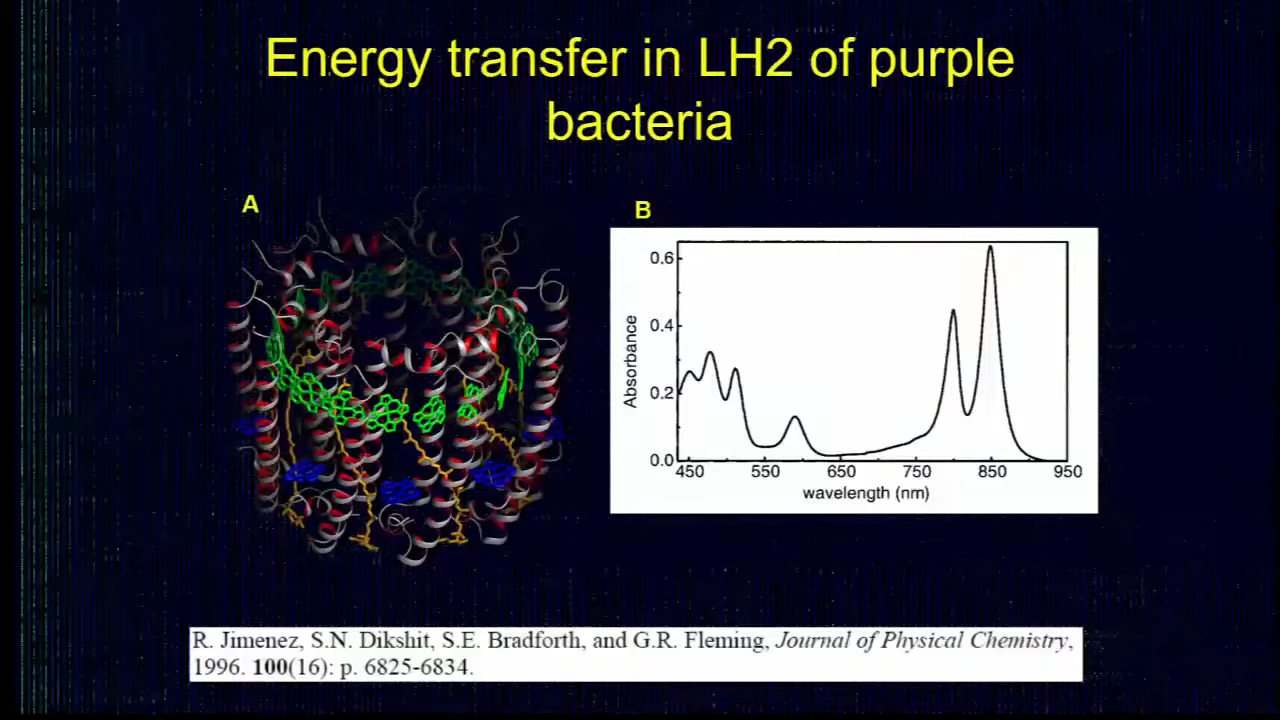 Energy transfer in LH2 of purple
bacteria
A
B
0.6
0.4
0.2
0.0
Absorbance
450 550 650 750 850 950
wavelength (nm)
R. Jimenez, S.N. Dikshit, S.E. Bradforth, and G.R. Fleming, Journal of Physical Chemistry,
1996. 100(16): p. 6825-6834.